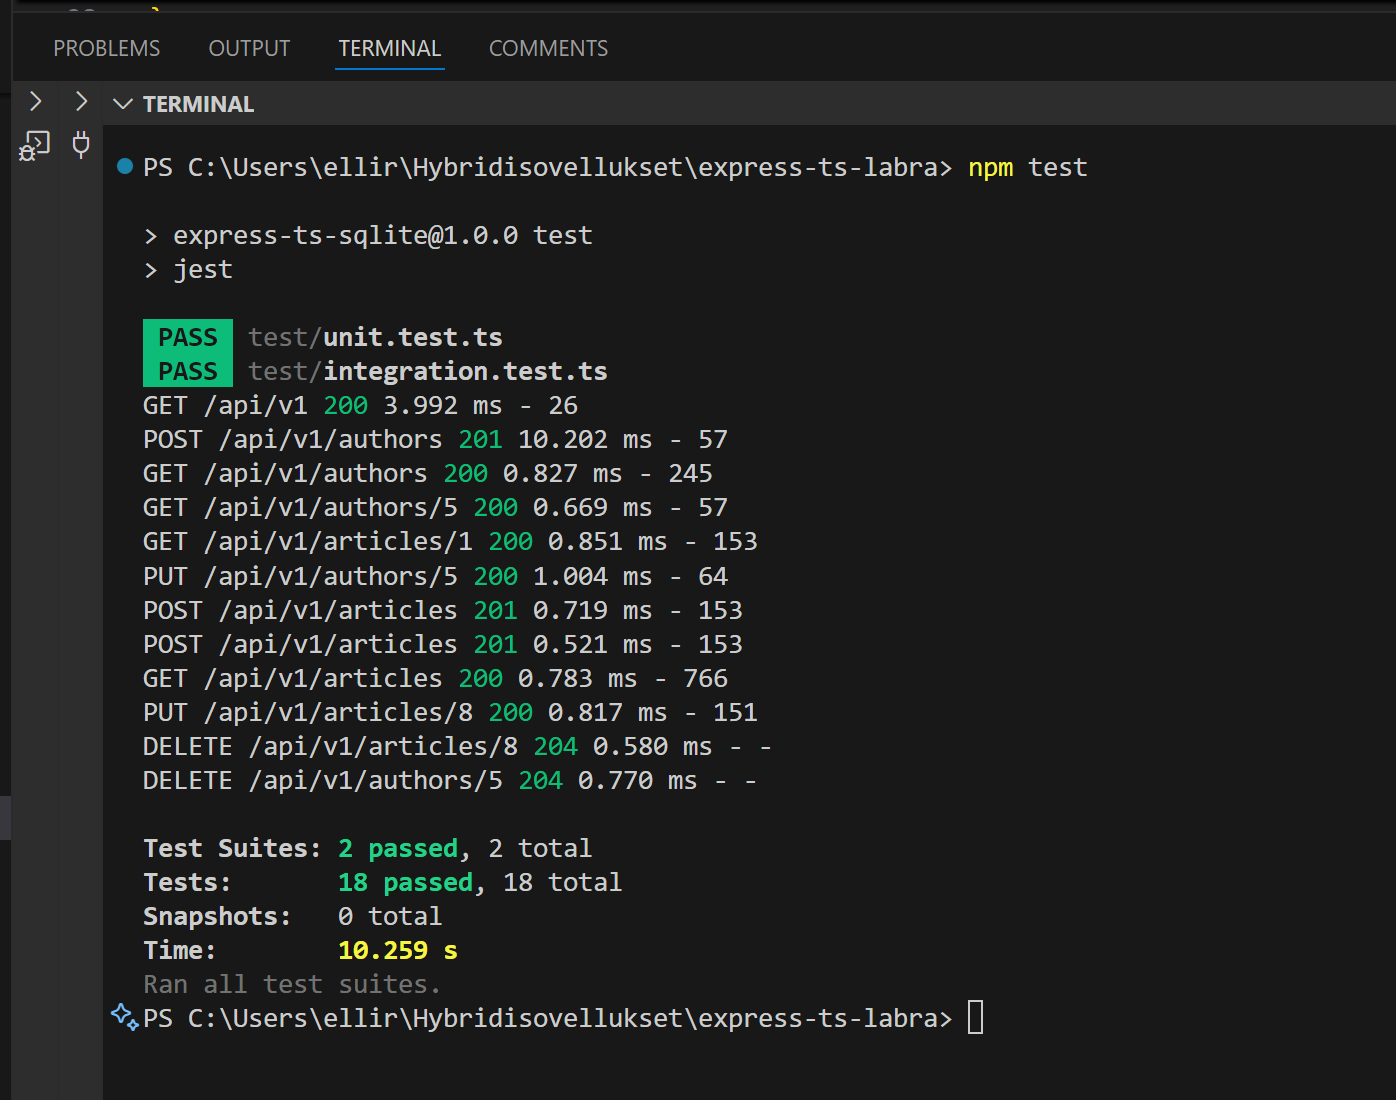 PROBLEMS OUTPUT TERMINAL COMMENTS
TERMINAL
PS C:\Users\ellir\Hybridisovellukset\express-ts-labra> npm test
> express-ts-sqlite@1.0.0 test
> jest
PASS test/unit.test.ts
PASS test/integration.test.ts
GET /api/v1 200 3.992 ms - 26
POST /api/v1/authors 201 10.202 ms - 57
GET /api/v1/authors 200 0.827 ms - 245
GET /api/v1/authors/5 200 0.669 ms - 57
GET /api/v1/articles/1 200 0.851 ms - 153
PUT /api/v1/authors/5 200 1.004 ms - 64
POST /api/v1/articles 201 0.719 ms - 153
POST /api/v1/articles 201 0.521 ms - 153
GET /api/v1/articles 200 0.783 ms - 766
PUT /api/v1/articles/8 200 0.817 ms - 151
DELETE /api/v1/articles/8 204 0.580 ms - -
DELETE /api/v1/authors/5 204 0.770 ms - -
Test Suites: 2 passed, 2 total
Tests: 18 passed, 18 total
Snapshots: 0 total
Time: 10.259 s
Ran all test suites.
PS C:\Users\ellir\Hybridisovellukset\express-ts-labra>